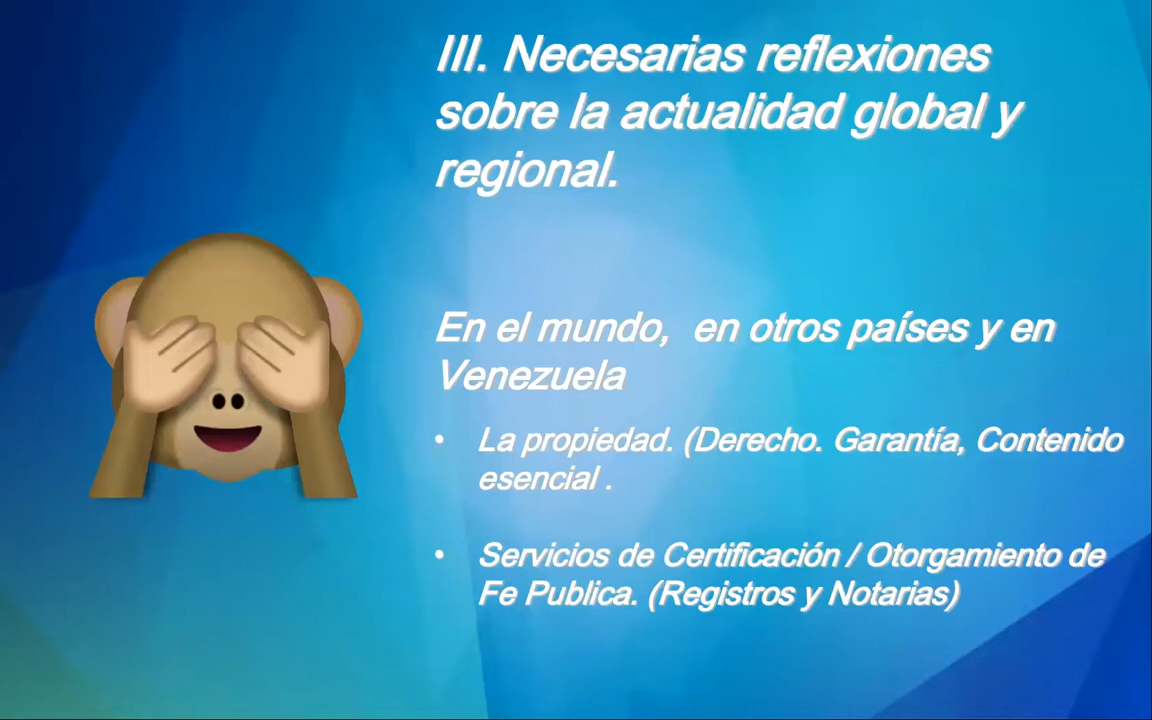 III. Necesarias reflexiones
sobre la actualidad global y
regional.
En el mundo, en otros países y en
Venezuela
• La propiedad. (Derecho. Garantía, Contenido
esencial .
• Servicios de Certificación / Otorgamiento de
Fe Publica. (Registros y Notarias)